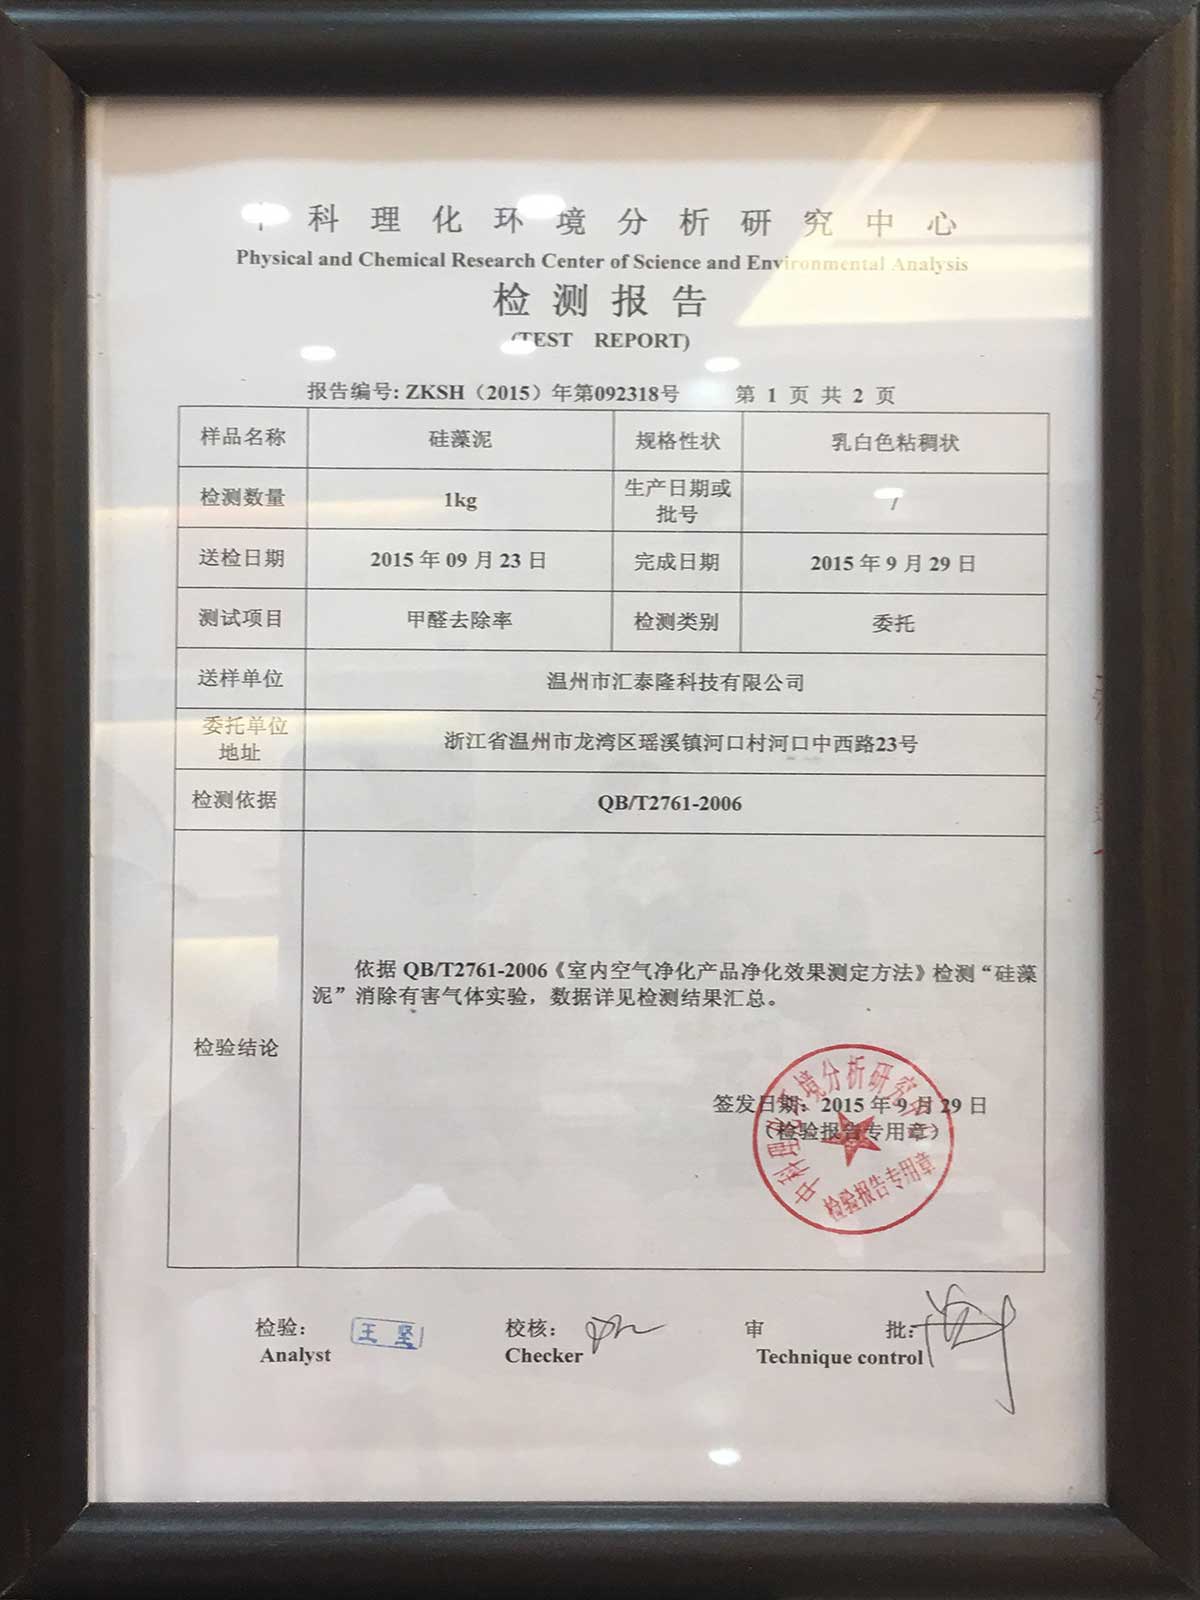 中科理化环境分析研究中心
Physical and Chemical Research Center of Science and Environmental Analysis
检测报告
(TEST REPORT)
报告编号: ZKSH（2015）年第092318号 第 1 页 共 2 页
样品名称 硅藻泥 规格性状 乳白色粘稠状
检测数量 1kg 生产日期或
批号 /
送检日期 2015 年 09 月 23 日 完成日期 2015 年 9 月 29 日
测试项目 甲醛去除率 检测类别 委托
送样单位 温州市汇泰隆科技有限公司
委托单位
地址 浙江省温州市龙湾区瑶溪镇河口村河口中西路23号
检测依据 QB/T2761-2006
依据 QB/T2761-2006《室内空气净化产品净化效果测定方法》检测“硅藻
泥”消除有害气体实验，数据详见检测结果汇总。
检验结论
签发日期：2015 年 9 月 29 日
（检验报告专用章）
中科理化环境分析研究中心
检验报告专用章
检验： 王坚 校核： 审 批：
Analyst Checker Technique control